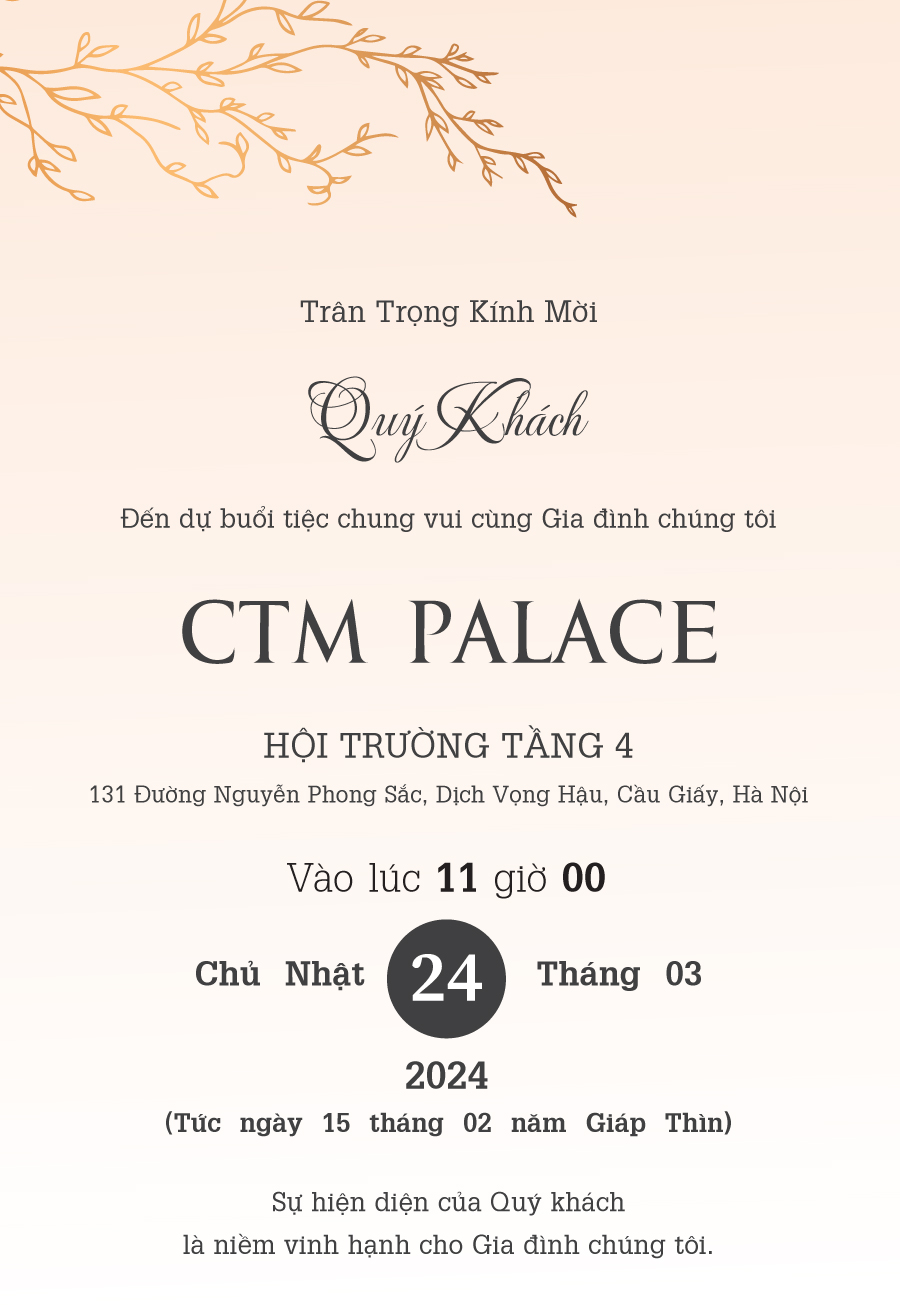 Trân Trọng Kính Mời
Quý Khách
Đến dự buổi tiệc chung vui cùng Gia đình chúng tôi
CTM PALACE
HỘI TRƯỜNG TẦNG 4
131 Đường Nguyễn Phong Sắc, Dịch Vọng Hậu, Cầu Giấy, Hà Nội
Vào lúc 11 giờ 00
Chủ Nhật 24 Tháng 03
2024
(Tức ngày 15 tháng 02 năm Giáp Thìn)
Sự hiện diện của Quý khách
là niềm vinh hạnh cho Gia đình chúng tôi.